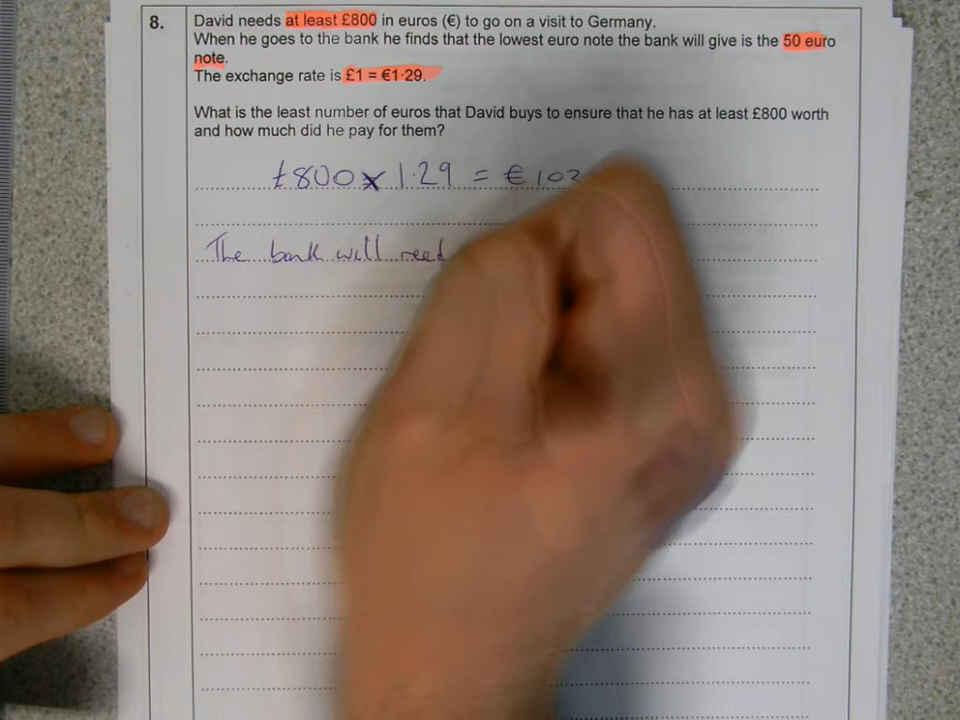 8.
David needs at least £800 in euros (€) to go on a visit to Germany.
When he goes to the bank he finds that the lowest euro note the bank will give is the 50 euro
note.
The exchange rate is £1 = €1·29.
What is the least number of euros that David buys to ensure that he has at least £800 worth
and how much did he pay for them?
£800 x 1·29 = € 103
The bank will need